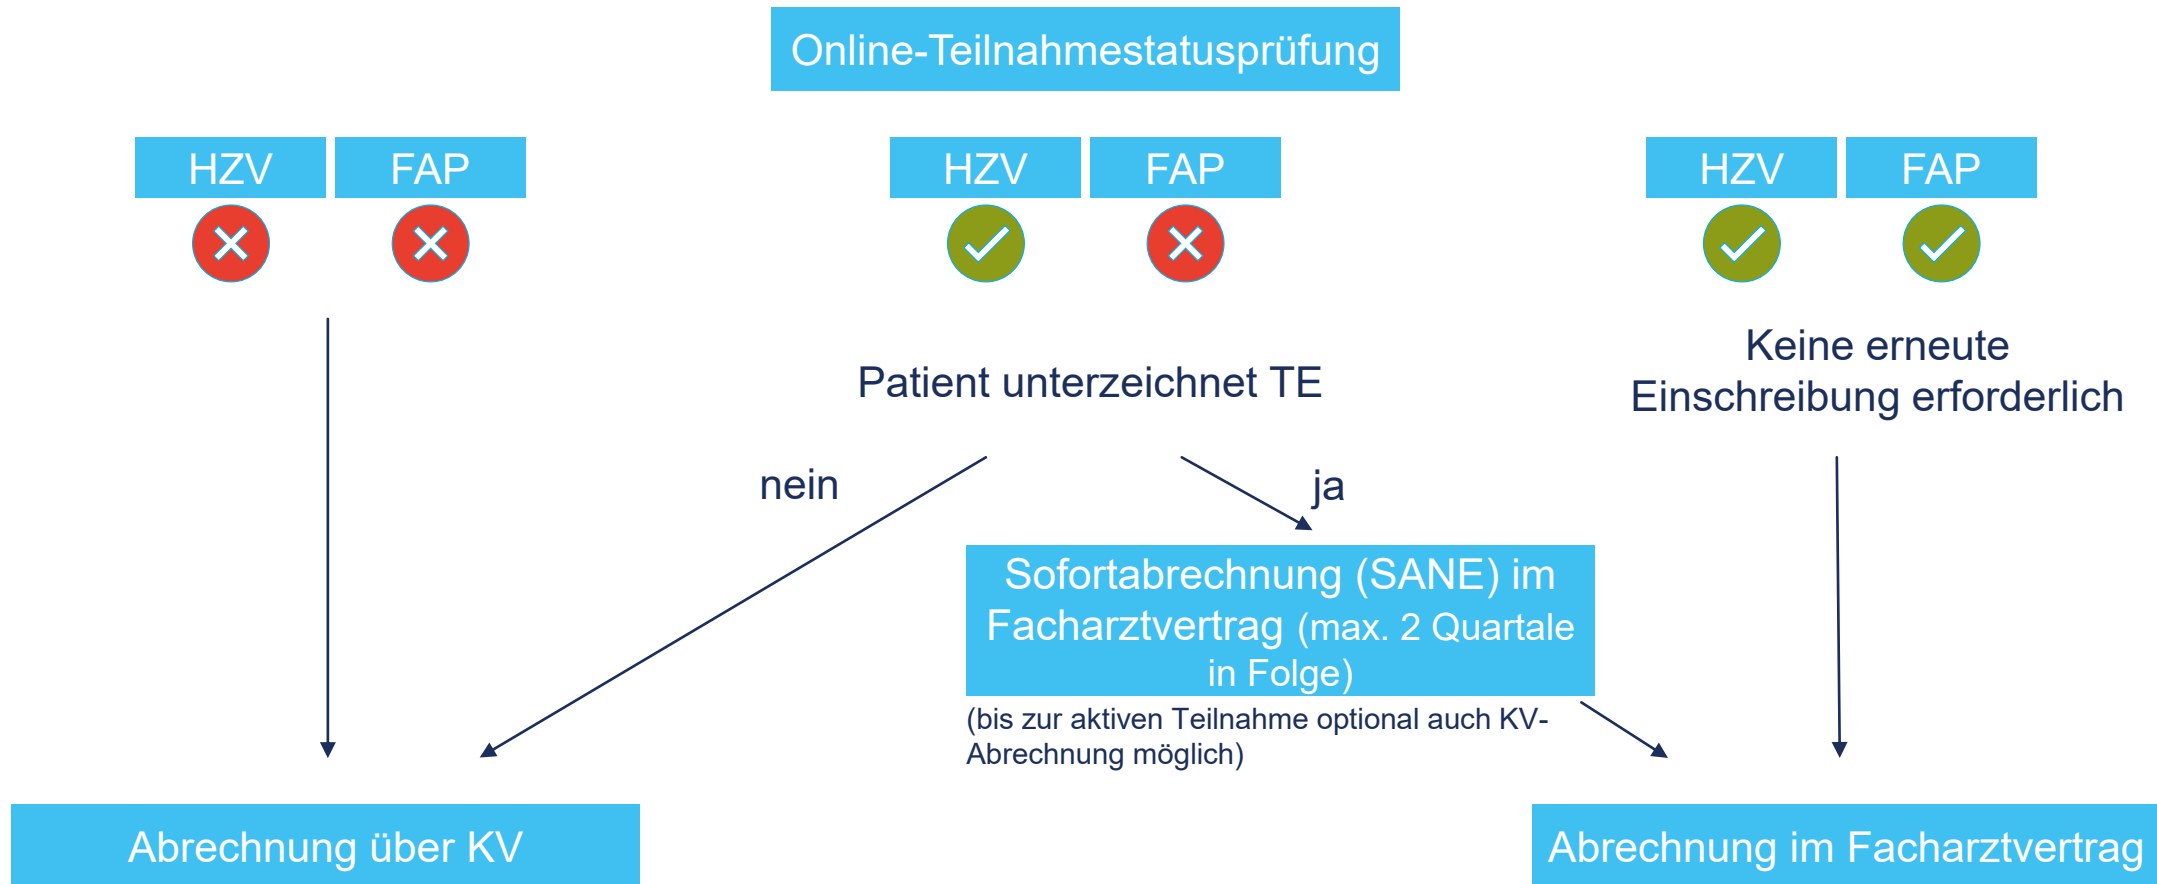 Online-Teilnahmestatusprüfung
HZV FAP
HZV FAP
HZV FAP
Patient unterzeichnet TE
Keine erneute
Einschreibung erforderlich
nein
ja
Sofortabrechnung (SANE) im
Facharztvertrag (max. 2 Quartale
in Folge)
(bis zur aktiven Teilnahme optional auch KV-
Abrechnung möglich)
Abrechnung über KV
Abrechnung im Facharztvertrag